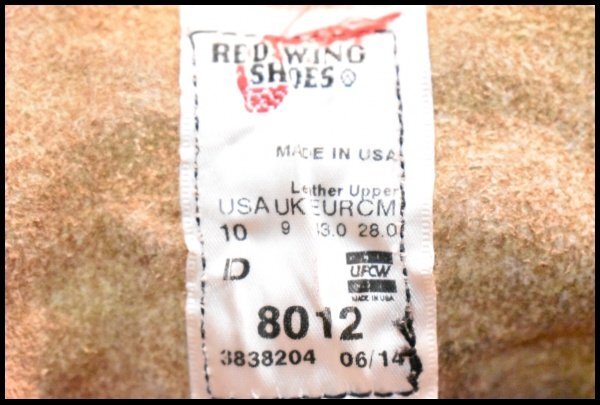 RED WING
SHOES®
MADE IN USA
Leather Upper
USA UK EUR CM
10 9 43.0 28.0
D
UFCW
MADE IN USA
8012
3838204 06/14